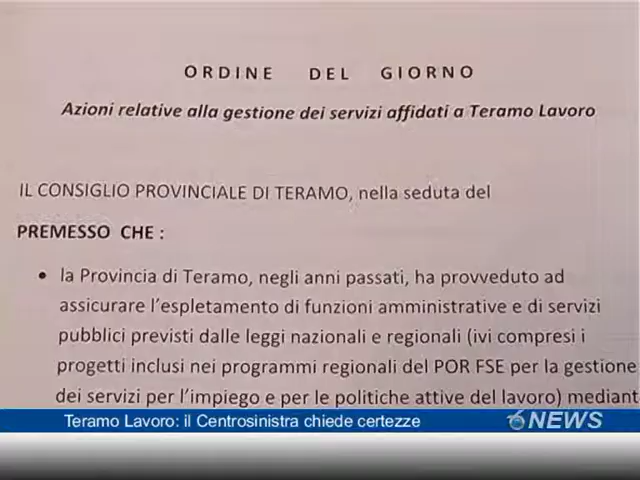 ORDINE DEL GIORNO
Azioni relative alla gestione dei servizi affidati a Teramo Lavoro
IL CONSIGLIO PROVINCIALE DI TERAMO, nella seduta del
PREMESSO CHE :
• la Provincia di Teramo, negli anni passati, ha provveduto ad
assicurare l'espletamento di funzioni amministrative e di servizi
pubblici previsti dalle leggi nazionali e regionali (ivi compresi i
progetti inclusi nei programmi regionali del POR FSE per la gestione
dei servizi per l'impiego e per le politiche attive del lavoro) mediant
Teramo Lavoro: il Centrosinistra chiede certezze
6 NEWS